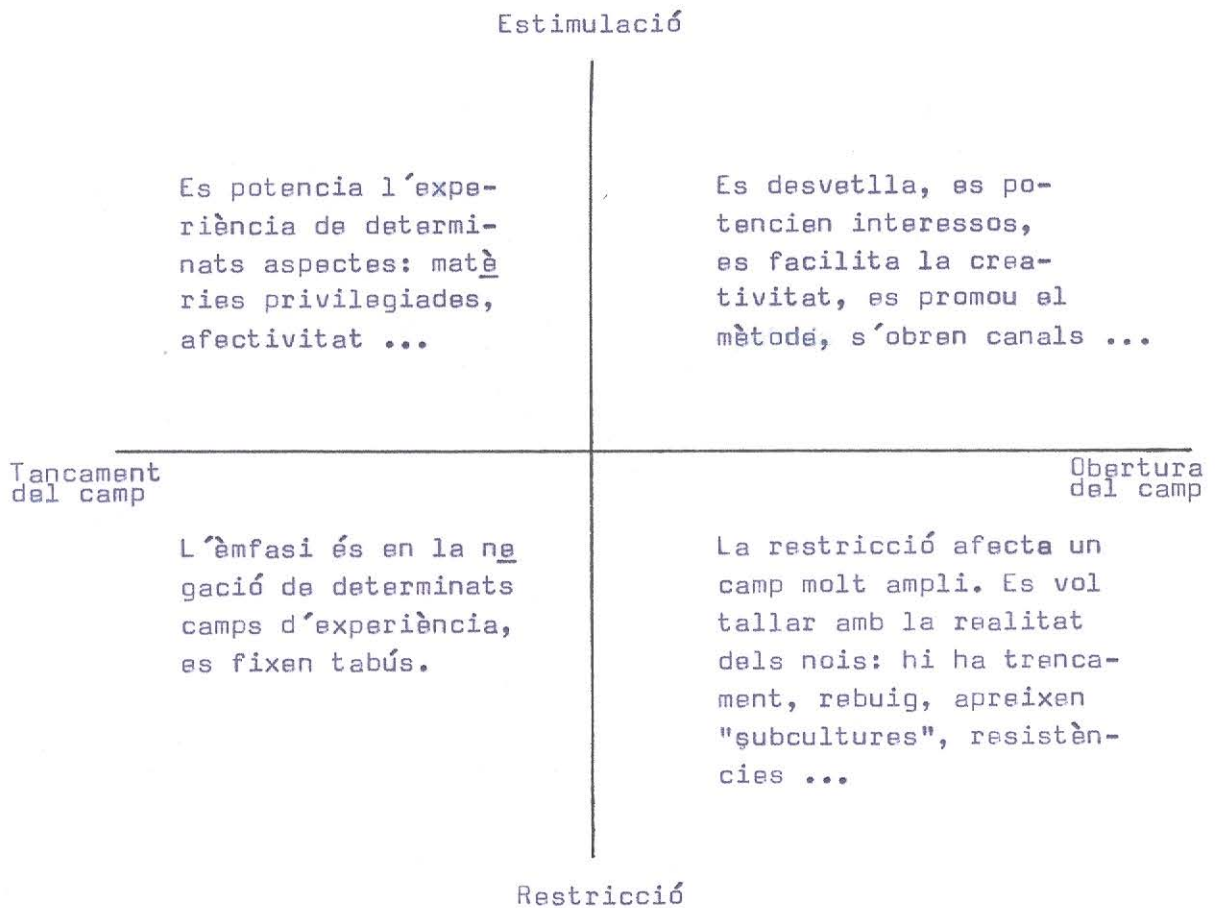 Estimulació
Es potencia l´expe-
riència de determi-
nats aspectes: matè
ries privilegiades,
afectivitat ...
Es desvetlla, es po-
tencien interessos,
es facilita la crea-
tivitat, es promou el
mètode, s´obren canals ...
Tancament
del camp
Obertura
del camp
L´èmfasi és en la ne
gació de determinats
camps d´experiència,
es fixen tabús.
La restricció afecta un
camp molt ampli. Es vol
tallar amb la realitat
dels nois: hi ha trenca-
ment, rebuig, apreixen
"subcultures", resistèn-
cies ...
Restricció